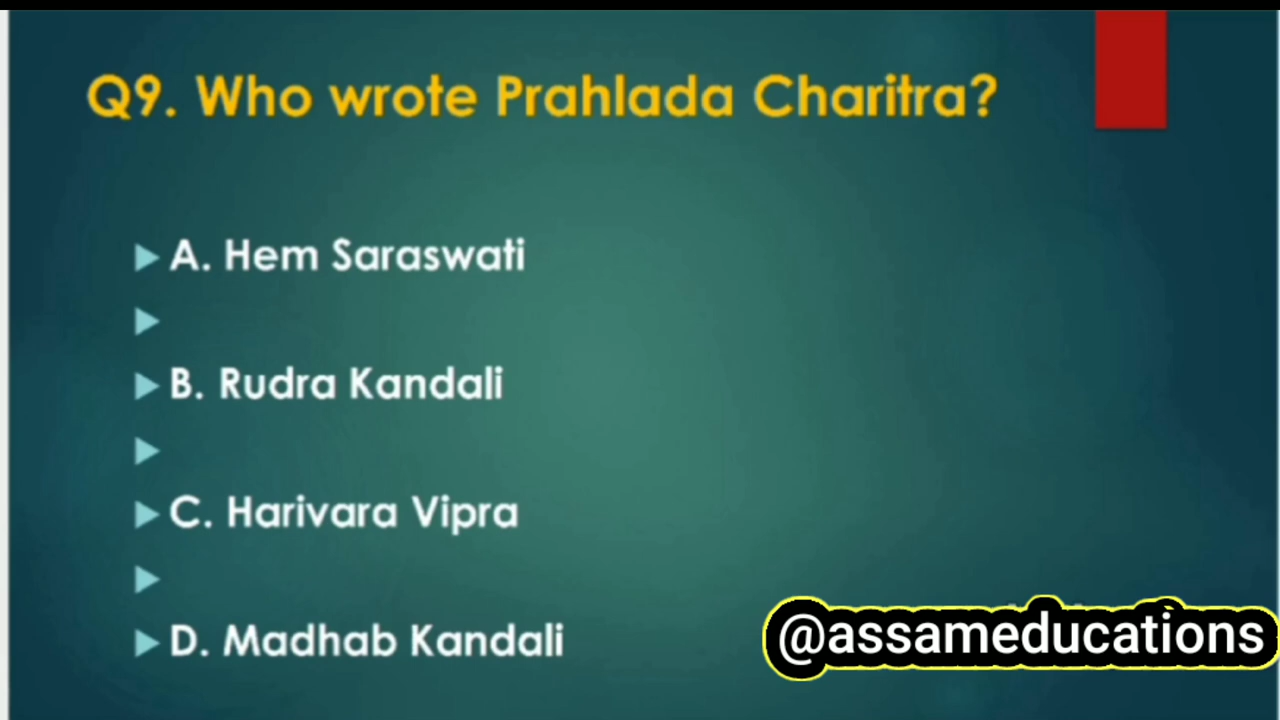 Q9. Who wrote Prahlada Charitra?
A. Hem Saraswati
B. Rudra Kandali
C. Harivara Vipra
D. Madhab Kandali
@assameducations